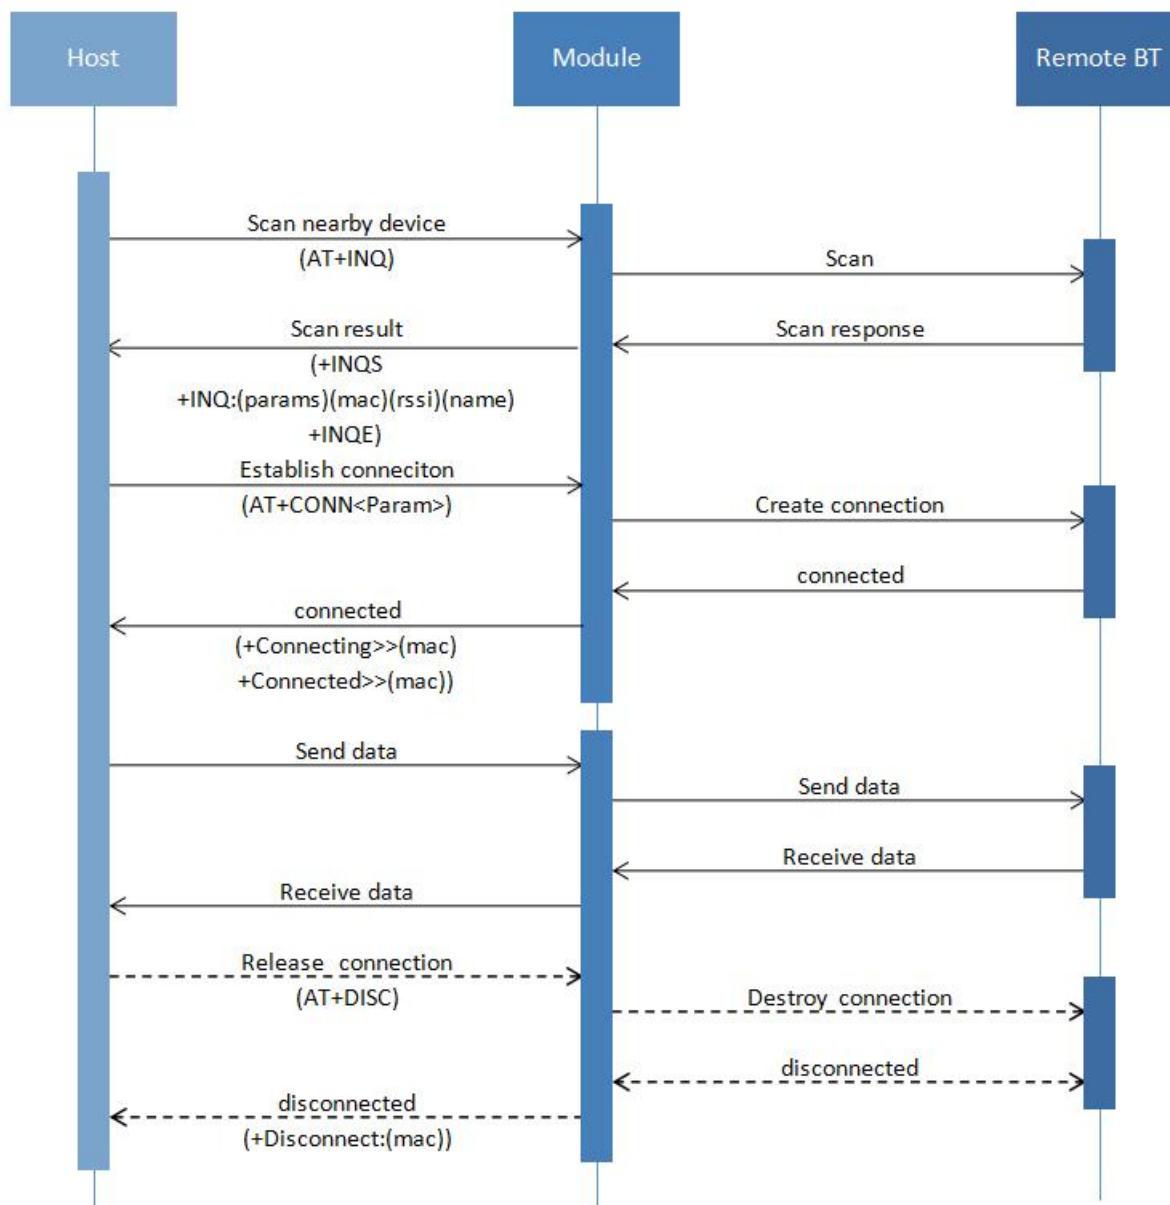 Host
Module
Remote BT
Scan nearby device
(AT+INQ)
Scan
Scan result
Scan response
(+INQS
+INQ:(params)(mac)(rssi)(name)
+INQE)
Establish conneciton
(AT+CONN<Param>)
Create connection
connected
connected
(+Connecting>>(mac)
+Connected>>(mac))
Send data
Send data
Receive data
Receive data
Release connection
(AT+DISC)
Destroy connection
disconnected
disconnected
(+Disconnect:(mac))